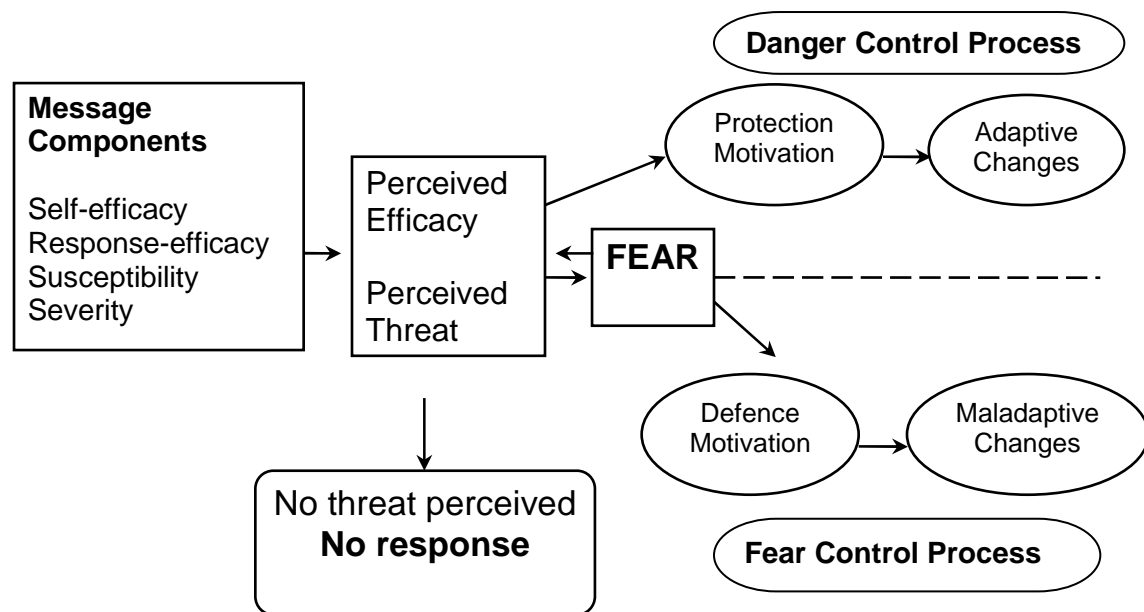 Danger Control Process
Message
Components
Self-efficacy
Response-efficacy
Susceptibility
Severity
Perceived
Efficacy
Perceived
Threat
FEAR
Protection
Motivation
Adaptive
Changes
Defence
Motivation
Maladaptive
Changes
No threat perceived
No response
Fear Control Process